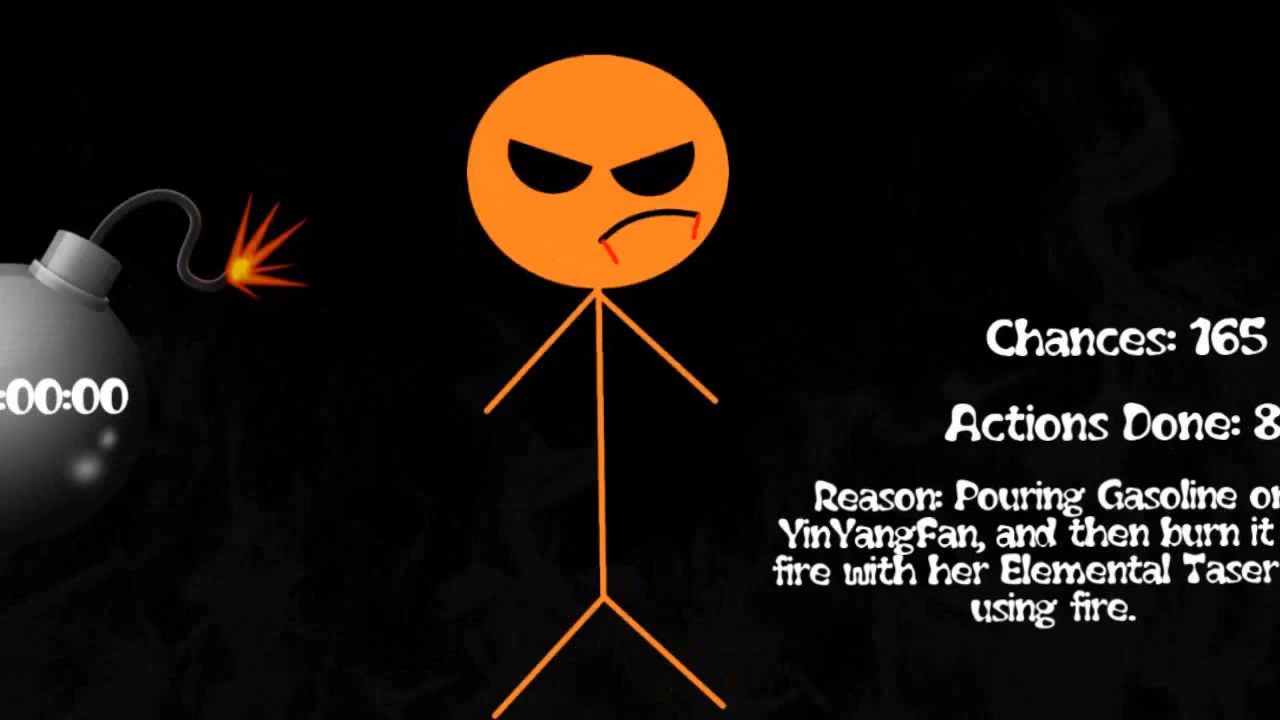 :00:00
Chances: 165
Actions Done: 8
Reason: Pouring Gasoline on
YinYangFan, and then burn it
fire with her Elemental Taser
using fire.